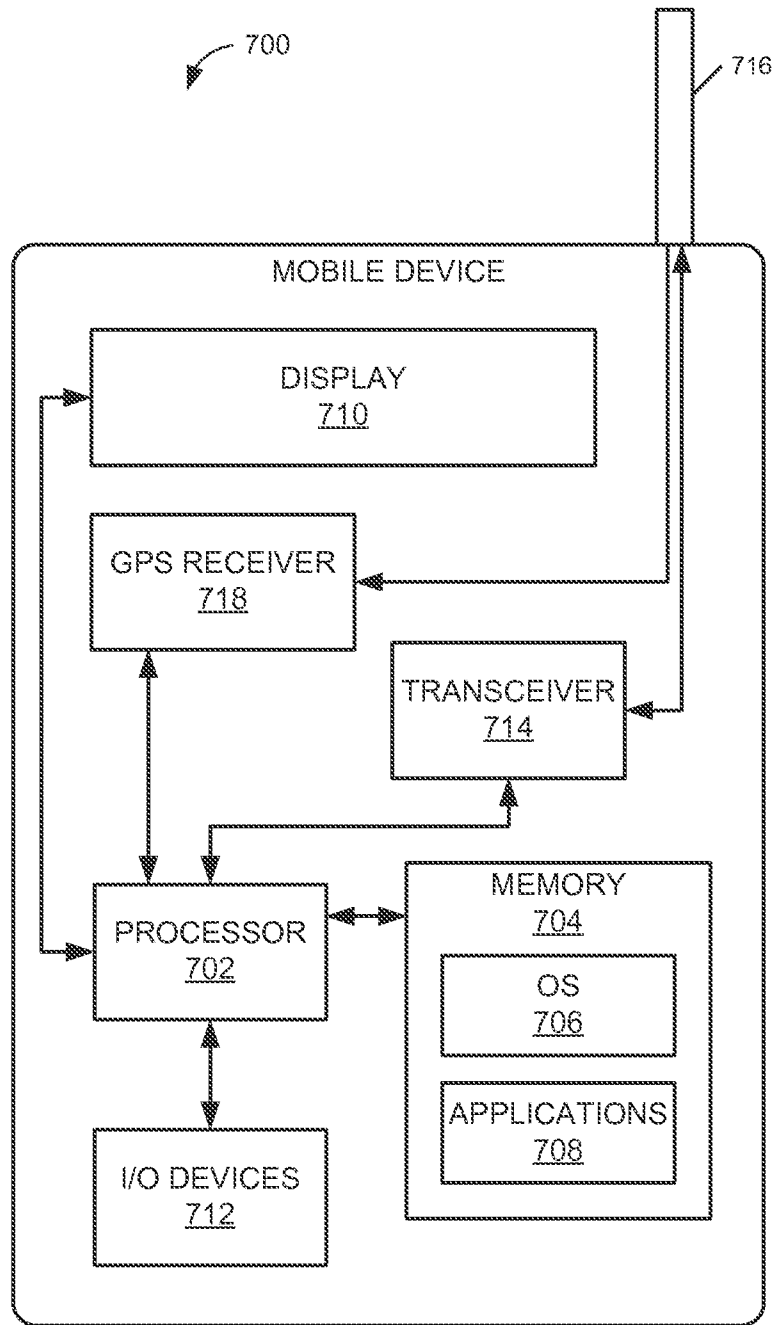 700
716
MOBILE DEVICE
DISPLAY
710
GPS RECEIVER
718
TRANSCEIVER
714
PROCESSOR
702
MEMORY
704
OS
706
APPLICATIONS
708
I/O DEVICES
712